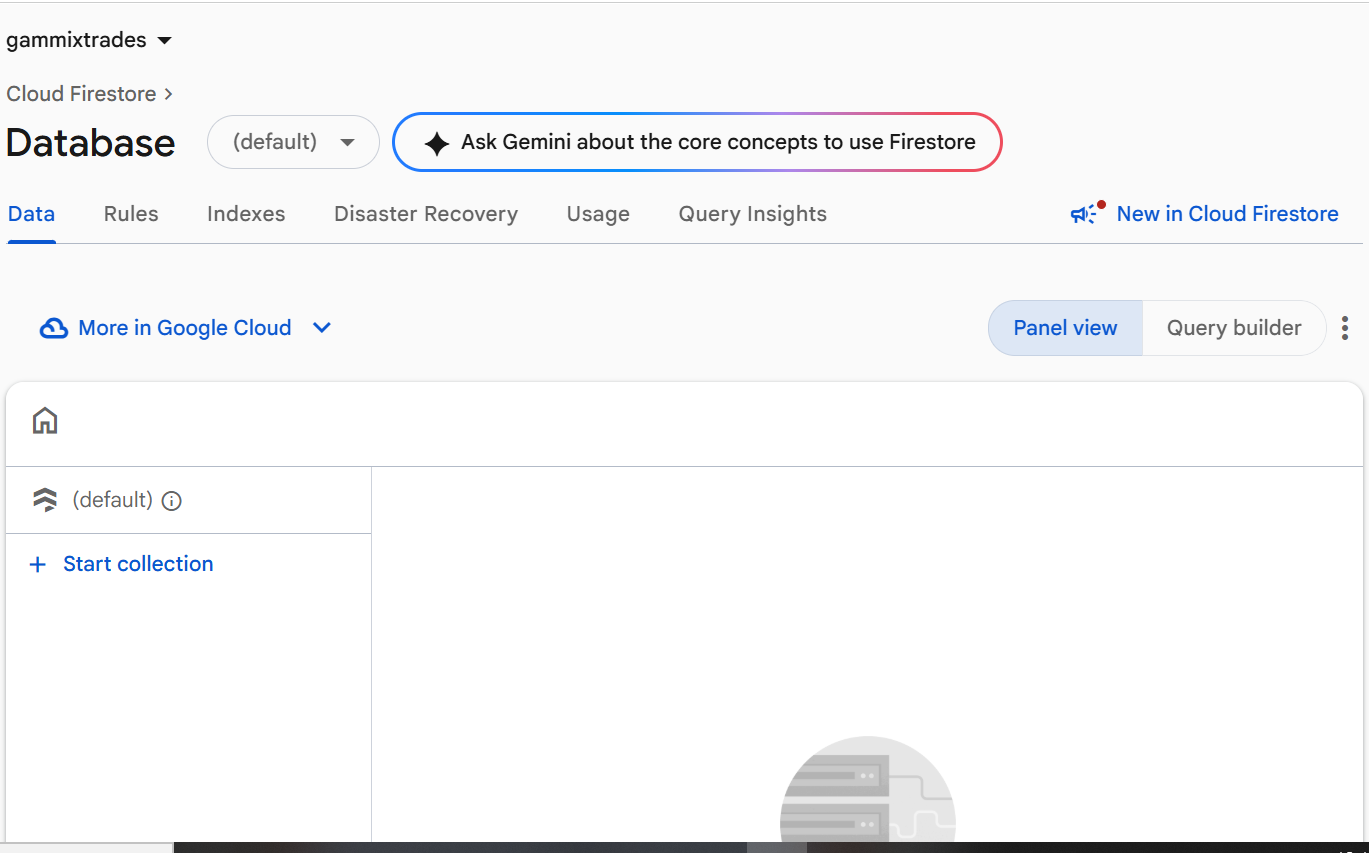 gammixtrades
Cloud Firestore
Database
(default)
Ask Gemini about the core concepts to use Firestore
Data
Rules
Indexes
Disaster Recovery
Usage
Query Insights
New in Cloud Firestore
More in Google Cloud
Panel view
Query builder
(default)
+ Start collection